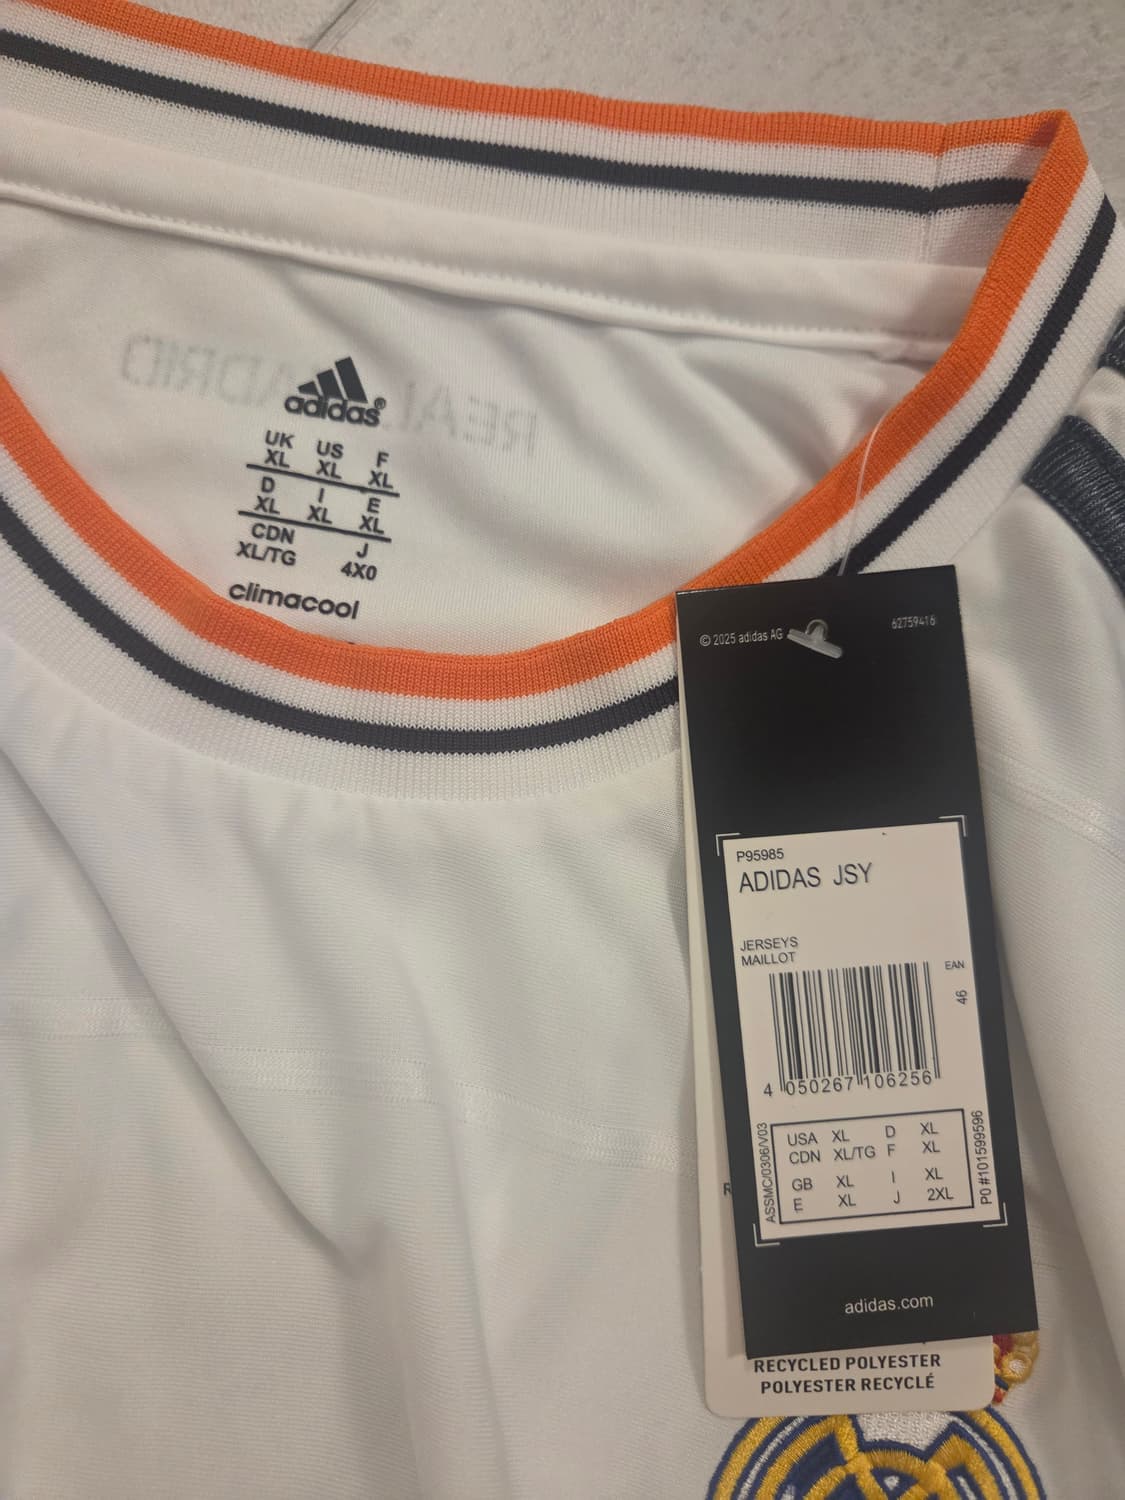 REAL MADRID
adidas®
UK US F
XL XL XL
D I E
XL XL XL
CDN J
XL/TG 4X0
climacool
© 2025 adidas AG
62759416
P95985
ADIDAS JSY
JERSEYS
MAILLOT
EAN
46
4 050267 106256
ASSMC/0306/V03
USA XL D XL
CDN XL/TG F XL
GB XL I XL
E XL J 2XL
PO #101599596
adidas.com
RECYCLED POLYESTER
POLYESTER RECYCLÉ